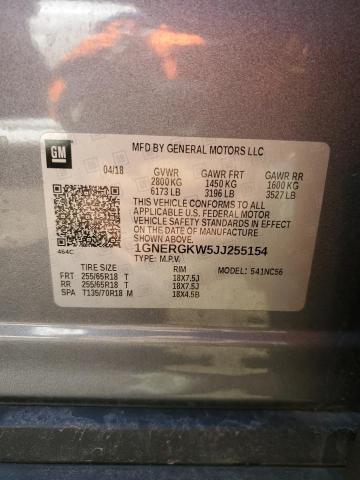 GM
MFD BY GENERAL MOTORS LLC
04/18 GVWR GAWR FRT GAWR RR
2800 KG 1450 KG 1600 KG
6173 LB 3196 LB 3527 LB
THIS VEHICLE CONFORMS TO ALL
APPLICABLE U.S. FEDERAL MOTOR
VEHICLE SAFETY STANDARDS IN
EFFECT ON THE DATE OF
MANUFACTURE SHOWN ABOVE.
464C 1GNERGKW5JJ255154
TYPE: M.P.V.
TIRE SIZE RIM MODEL: 541NC56
FRT 255/65R18 T 18X7.5J
RR 255/65R18 T 18X7.5J
SPA T135/70R18 M 18X4.5B